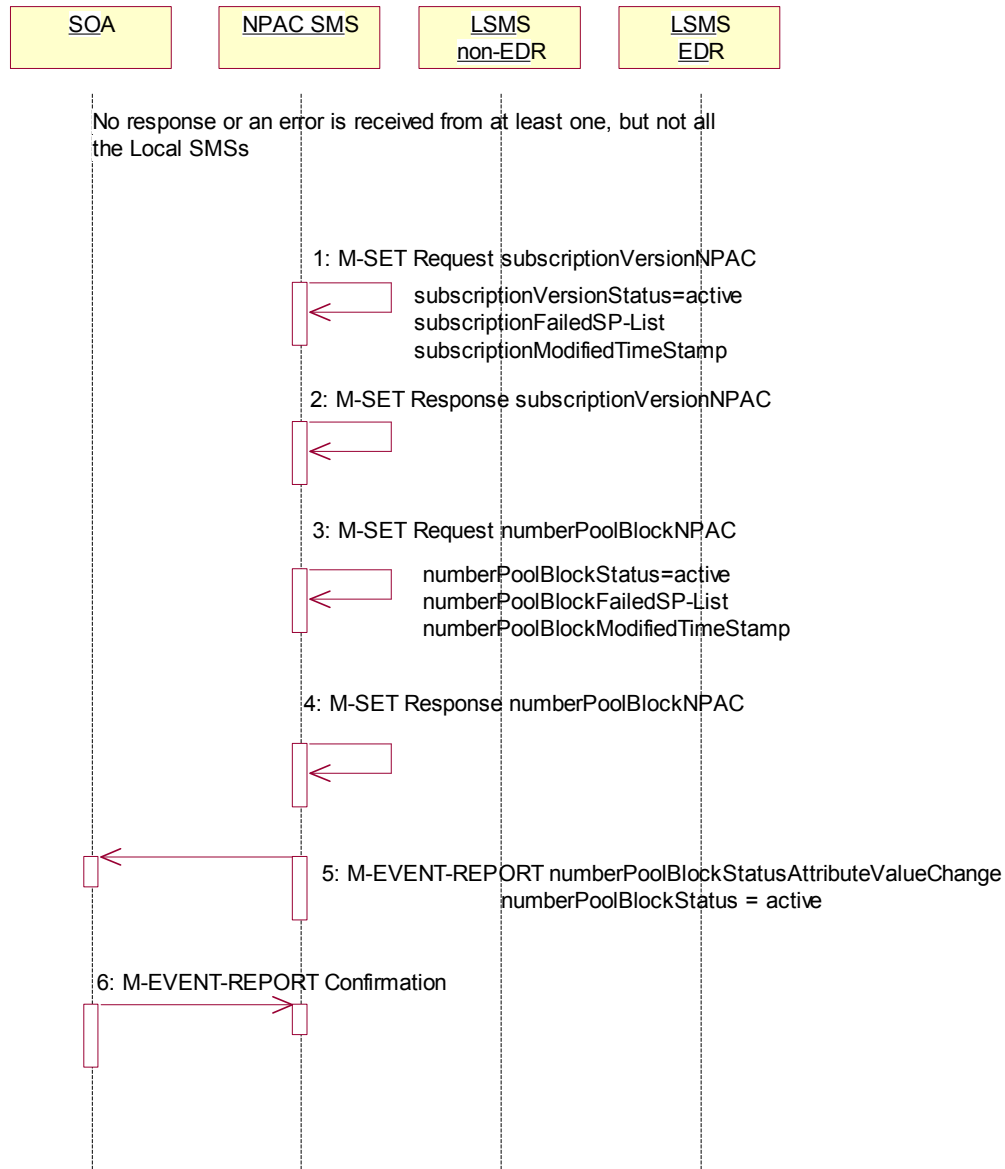 SOA
NPAC SMS
LSMS
non-EDR
LSMS
EDR
No response or an error is received from at least one, but not all
the Local SMSs
1: M-SET Request subscriptionVersionNPAC
subscriptionVersionStatus=active
subscriptionFailedSP-List
subscriptionModifiedTimeStamp
2: M-SET Response subscriptionVersionNPAC
3: M-SET Request numberPoolBlockNPAC
numberPoolBlockStatus=active
numberPoolBlockFailedSP-List
numberPoolBlockModifiedTimeStamp
4: M-SET Response numberPoolBlockNPAC
5: M-EVENT-REPORT numberPoolBlockStatusAttributeValueChange
numberPoolBlockStatus = active
6: M-EVENT-REPORT Confirmation